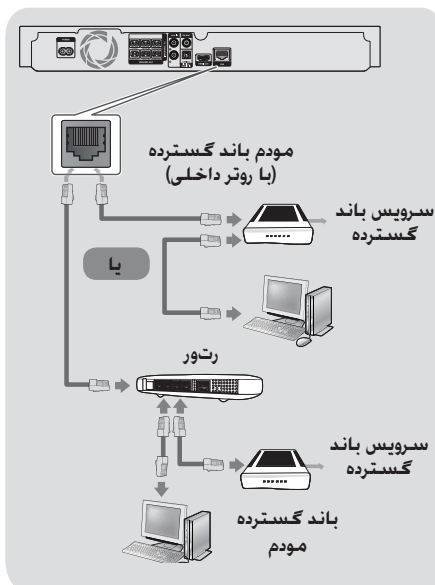 مودم باند گسترده
(با روتر داخلی)
سرویس باند
گسترده
یا
رتور
سرویس باند
گسترده
باند گسترده
مودم